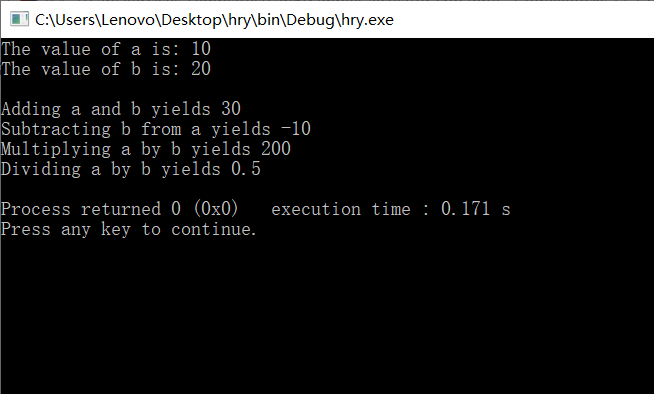 C:\Users\Lenovo\Desktop\hry\bin\Debug\hry.exe
The value of a is: 10
The value of b is: 20
Adding a and b yields 30
Subtracting b from a yields -10
Multiplying a by b yields 200
Dividing a by b yields 0.5
Process returned 0 (0x0)   execution time : 0.171 s
Press any key to continue.